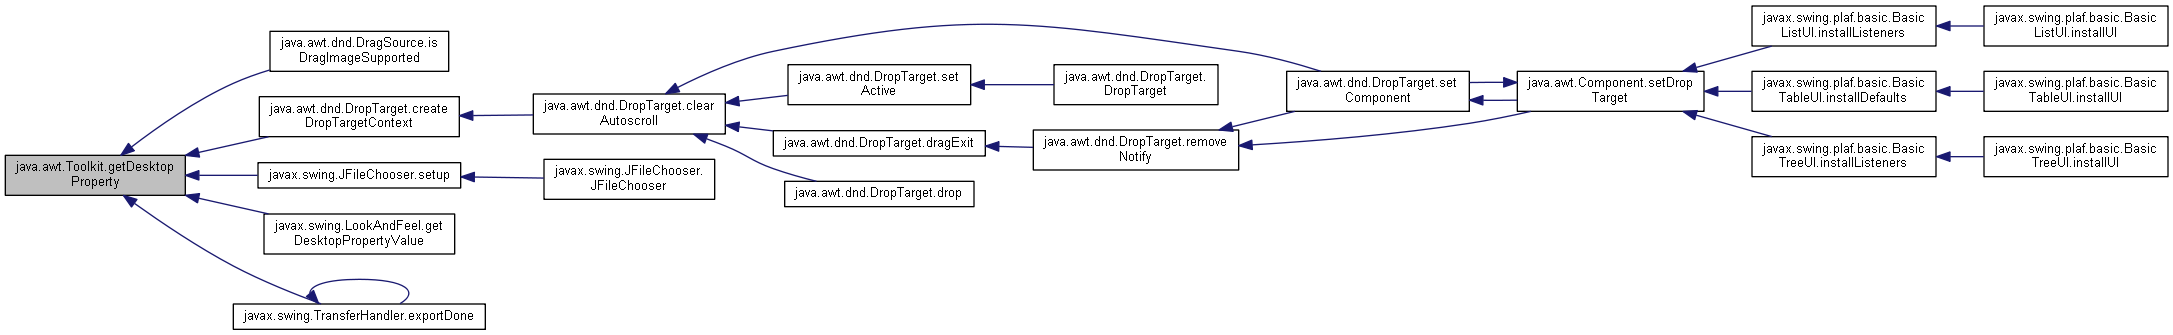 java.awt.Toolkit.getDesktop
Property
java.awt.dnd.DragSource.is
DragImageSupported
java.awt.dnd.DropTarget.create
DropTargetContext
javax.swing.JFileChooser.setup
javax.swing.LookAndFeel.get
DesktopPropertyValue
javax.swing.TransferHandler.exportDone
java.awt.dnd.DropTarget.clear
Autoscroll
javax.swing.JFileChooser.
JFileChooser
java.awt.dnd.DropTarget.set
Active
java.awt.dnd.DropTarget.dragExit
java.awt.dnd.DropTarget.drop
java.awt.dnd.DropTarget.
DropTarget
java.awt.dnd.DropTarget.remove
Notify
java.awt.dnd.DropTarget.set
Component
java.awt.Component.setDrop
Target
javax.swing.plaf.basic.Basic
ListUI.installListeners
javax.swing.plaf.basic.Basic
TableUI.installDefaults
javax.swing.plaf.basic.Basic
TreeUI.installListeners
javax.swing.plaf.basic.Basic
ListUI.installUI
javax.swing.plaf.basic.Basic
TableUI.installUI
javax.swing.plaf.basic.Basic
TreeUI.installUI